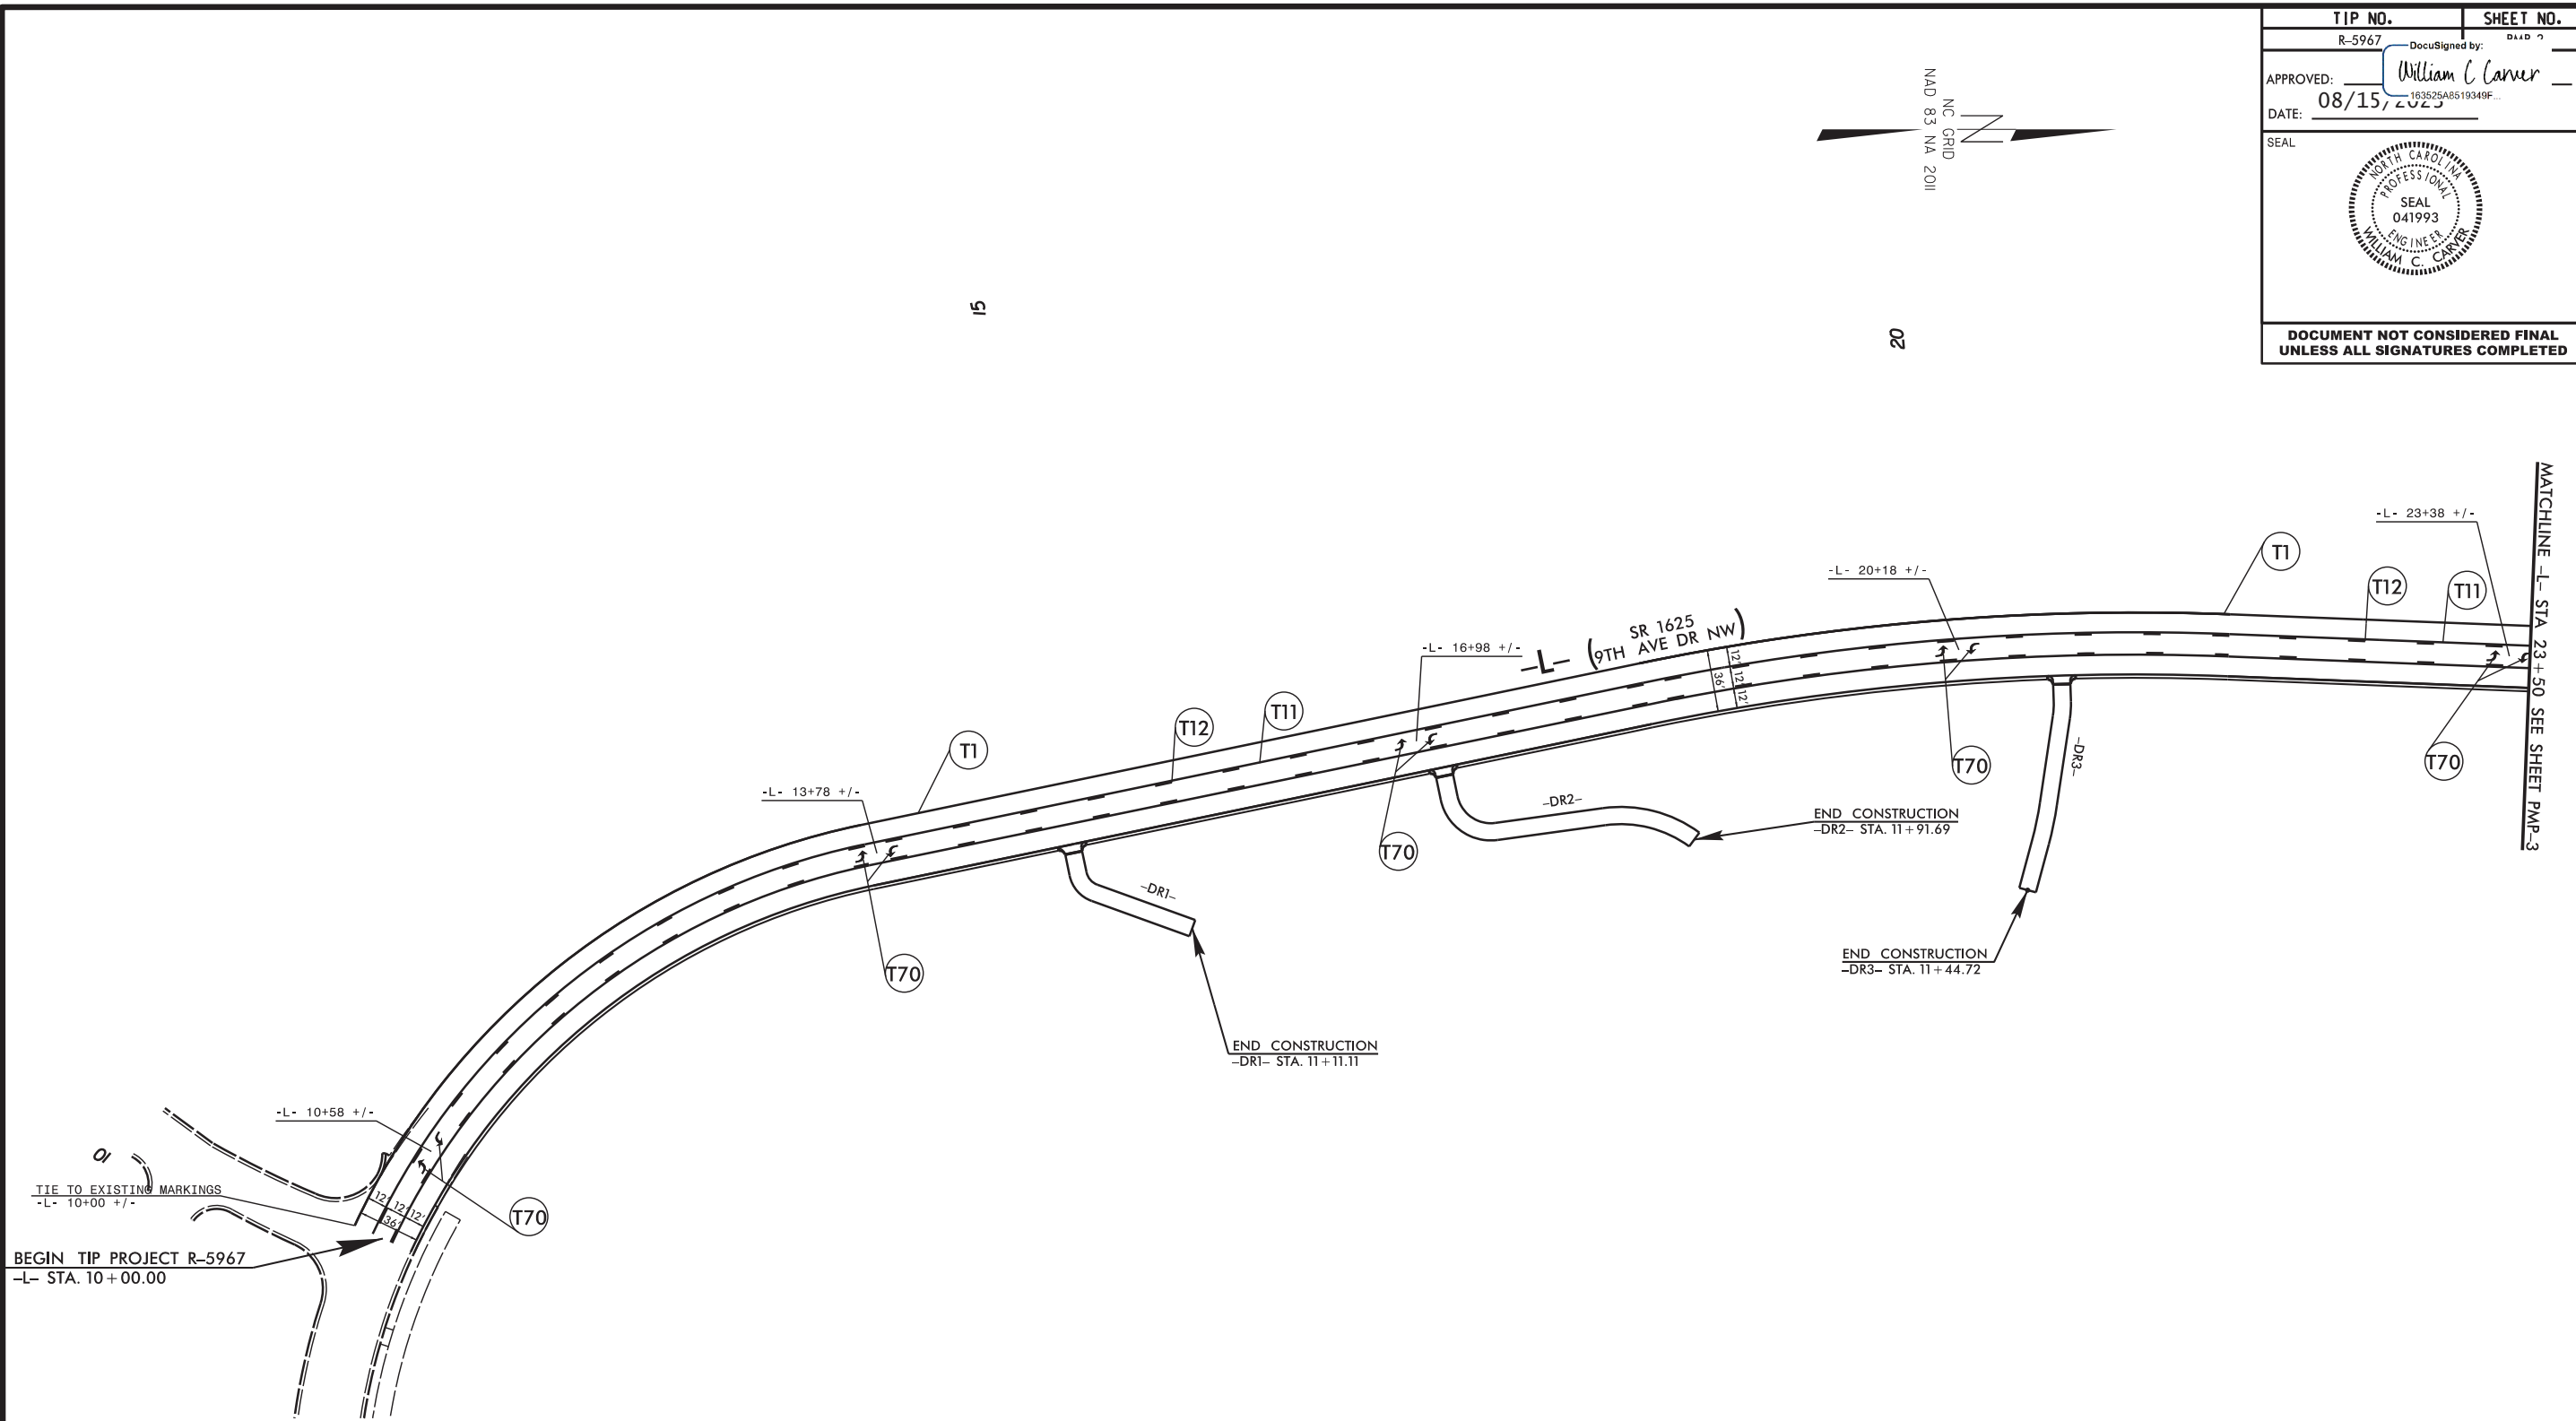 TIP NO. SHEET NO.
R-5967
DocuSigned by:
APPROVED: William C Carver
163525A8519349F...
DATE: 08/15/2023
SEAL
NORTH CAROLINA
PROFESSIONAL
SEAL
041993
ENGINEER
WILLIAM C. CARVER
DOCUMENT NOT CONSIDERED FINAL
UNLESS ALL SIGNATURES COMPLETED
NC GRID
NAD 83 NA 2011
15
20
MATCHLINE -L- STA 23+50 SEE SHEET PMP-3
-L- 23+38 +/-
T1
T12
T11
-L- 20+18 +/-
-L- (SR 1625
9TH AVE DR NW)
-L- 16+98 +/-
12' 12' 12'
36'
T11
T12
T1
-L- 13+78 +/-
T70
T70
T70
T70
-DR3-
-DR2-
END CONSTRUCTION
-DR2- STA. 11+91.69
-DR1-
END CONSTRUCTION
-DR3- STA. 11+44.72
END CONSTRUCTION
-DR1- STA. 11+11.11
-L- 10+58 +/-
10
TIE TO EXISTING MARKINGS
-L- 10+00 +/-
12' 12' 12'
36'
T70
BEGIN TIP PROJECT R-5967
-L- STA. 10+00.00